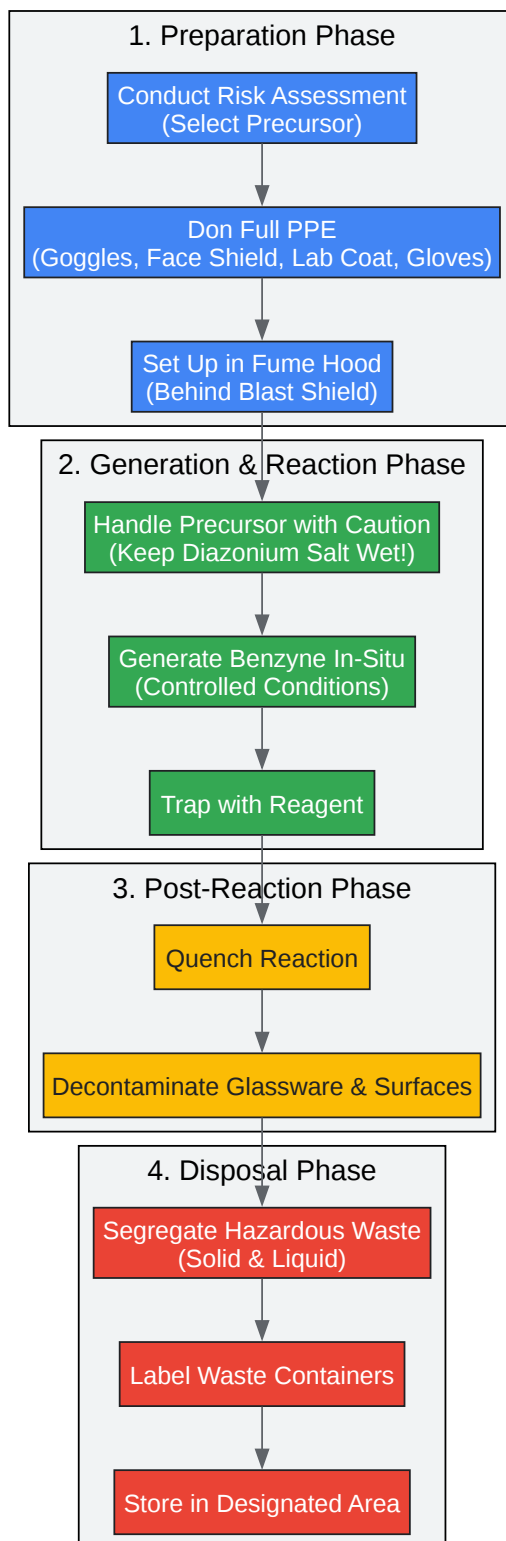 1. Preparation Phase
Conduct Risk Assessment
(Select Precursor)
Don Full PPE
(Goggles, Face Shield, Lab Coat, Gloves)
Set Up in Fume Hood
(Behind Blast Shield)
2. Generation & Reaction Phase
Handle Precursor with Caution
(Keep Diazonium Salt Wet!)
Generate Benzyne In-Situ
(Controlled Conditions)
Trap with Reagent
3. Post-Reaction Phase
Quench Reaction
Decontaminate Glassware & Surfaces
4. Disposal Phase
Segregate Hazardous Waste
(Solid & Liquid)
Label Waste Containers
Store in Designated Area